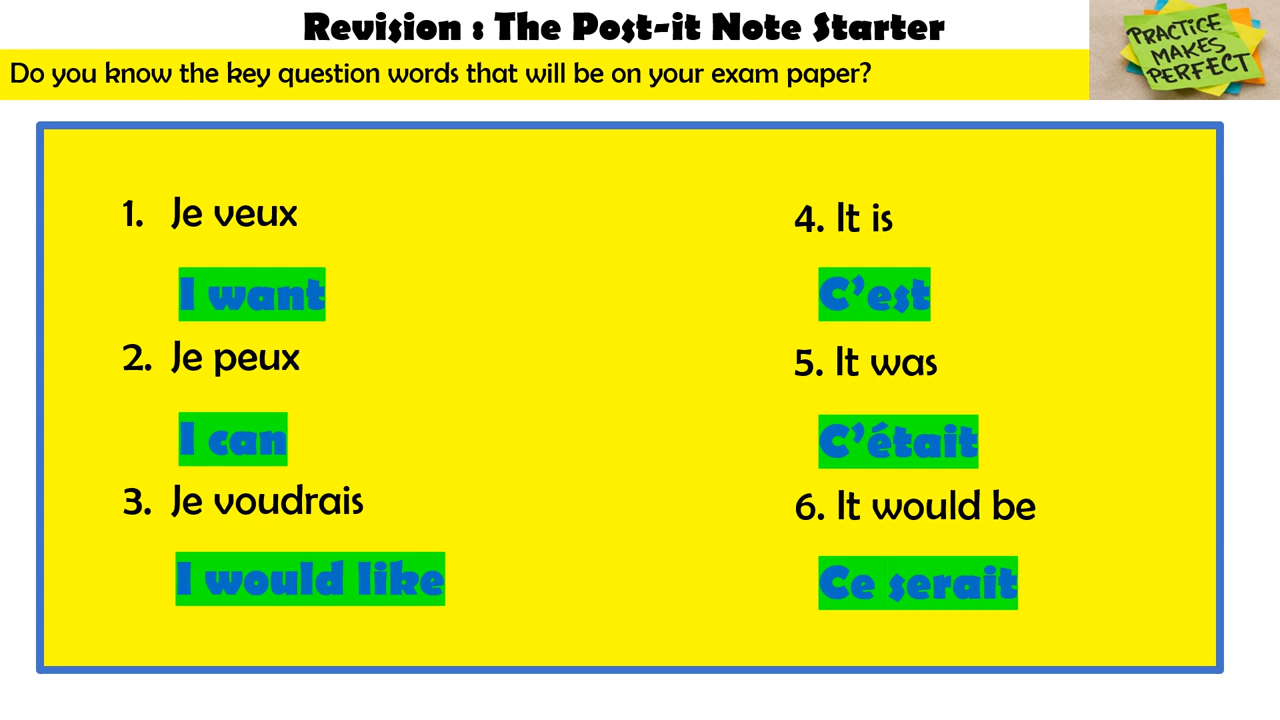 Revision : The Post-it Note Starter
Do you know the key question words that will be on your exam paper?
PRACTICE
MAKES
PERFECT
1. Je veux
I want
2. Je peux
I can
3. Je voudrais
I would like
4. It is
C’est
5. It was
C’était
6. It would be
Ce serait